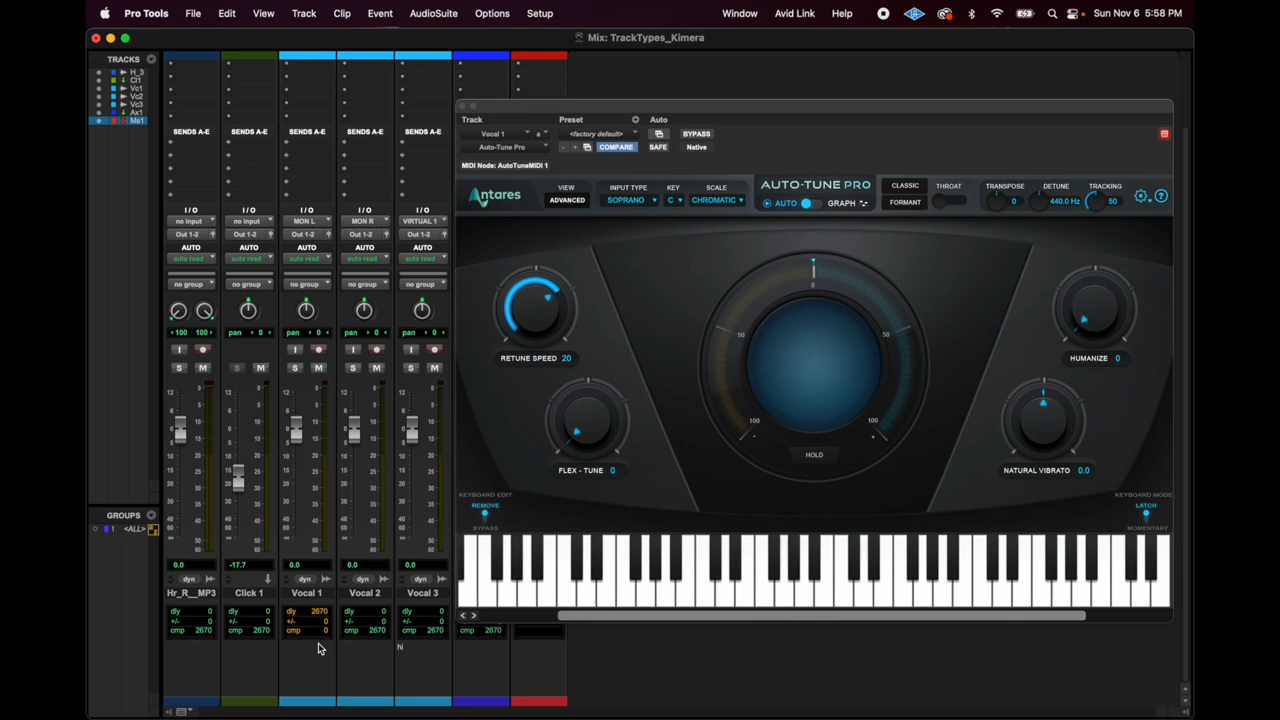 Pro Tools File Edit View Track Clip Event AudioSuite Options Setup Window Avid Link Help Sun Nov 6 5:58 PM
Mix: TrackTypes_Kimera
TRACKS
H_3
Cl1
Vc1
Vc2
Vc3
Ax1
Ms1
SENDS A-E SENDS A-E SENDS A-E SENDS A-E SENDS A-E
I/O I/O I/O I/O I/O
no input no input MON L MON R VIRTUAL 1
Out 1-2 Out 1-2 Out 1-2 Out 1-2 Out 1-2
AUTO AUTO AUTO AUTO AUTO
auto read auto read auto read auto read auto read
no group no group no group no group no group
100 100 pan 0 pan 0 pan 0 pan 0
I I I I
S M S M S M S M S M
0.0 -17.7 0.0 0.0 0.0
dyn dyn dyn dyn
Hr_R__MP3 Click 1 Vocal 1 Vocal 2 Vocal 3
dly 0 dly 0 dly 2670 dly 0 dly 0
+/- 0 +/- 0 +/- 0 +/- 0 +/- 0
cmp 2670 cmp 2670 cmp 0 cmp 2670 cmp 2670 cmp 2670
hi
GROUPS
! <ALL>
Track Preset Auto
Vocal 1 a <factory default> BYPASS
Auto-Tune Pro - + COMPARE SAFE Native
MIDI Node: AutoTuneMIDI 1
Antares
VIEW
ADVANCED
INPUT TYPE KEY SCALE
SOPRANO C CHROMATIC
AUTO-TUNE PRO
AUTO GRAPH
CLASSIC
FORMANT
THROAT
TRANSPOSE DETUNE TRACKING
0 440.0 Hz 50
?
0
50 50
100 100
- +
HOLD
RETUNE SPEED 20
FLEX - TUNE 0
HUMANIZE 0
NATURAL VIBRATO 0.0
KEYBOARD EDIT
REMOVE
BYPASS
KEYBOARD MODE
LATCH
MOMENTARY